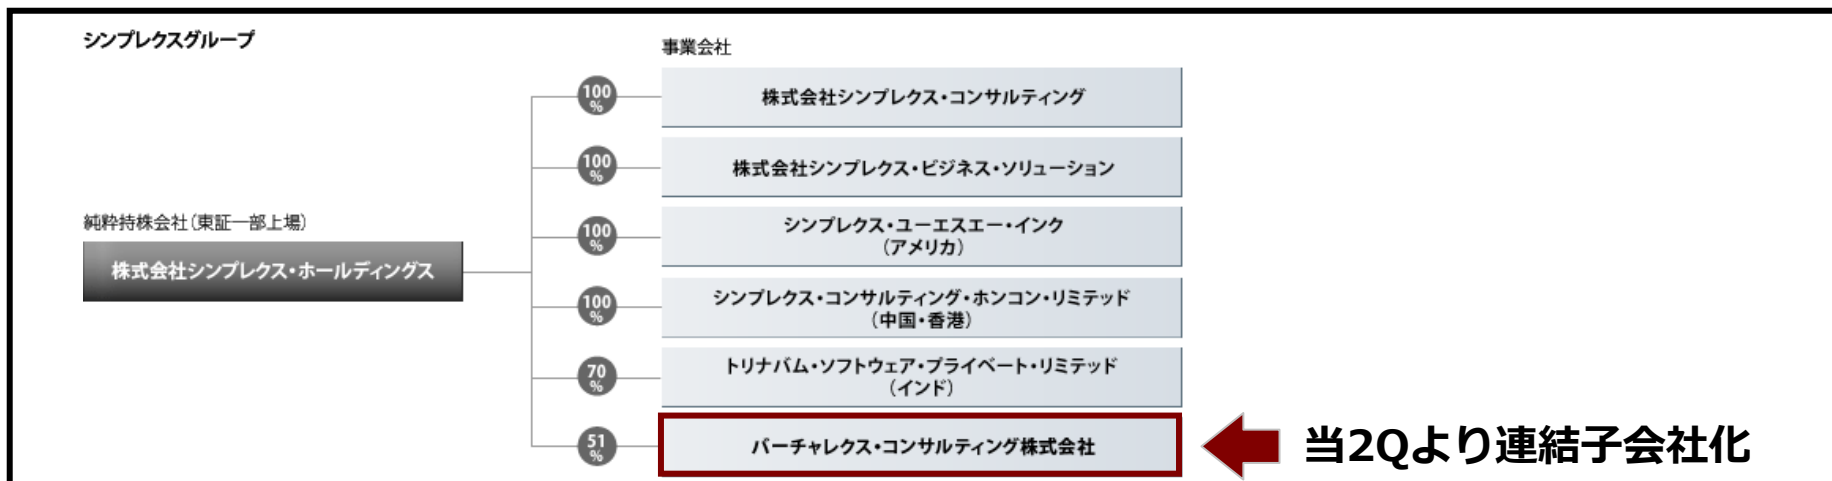 シンプレクスグループ
事業会社
100
%
株式会社シンプレクス・コンサルティング
100
%
株式会社シンプレクス・ビジネス・ソリューション
純粋持株会社（東証一部上場）
株式会社シンプレクス・ホールディングス
100
%
シンプレクス・ユーエスエー・インク
（アメリカ）
100
%
シンプレクス・コンサルティング・ホンコン・リミテッド
（中国・香港）
70
%
トリナバム・ソフトウェア・プライベート・リミテッド
（インド）
51
%
バーチャレクス・コンサルティング株式会社
当2Qより連結子会社化